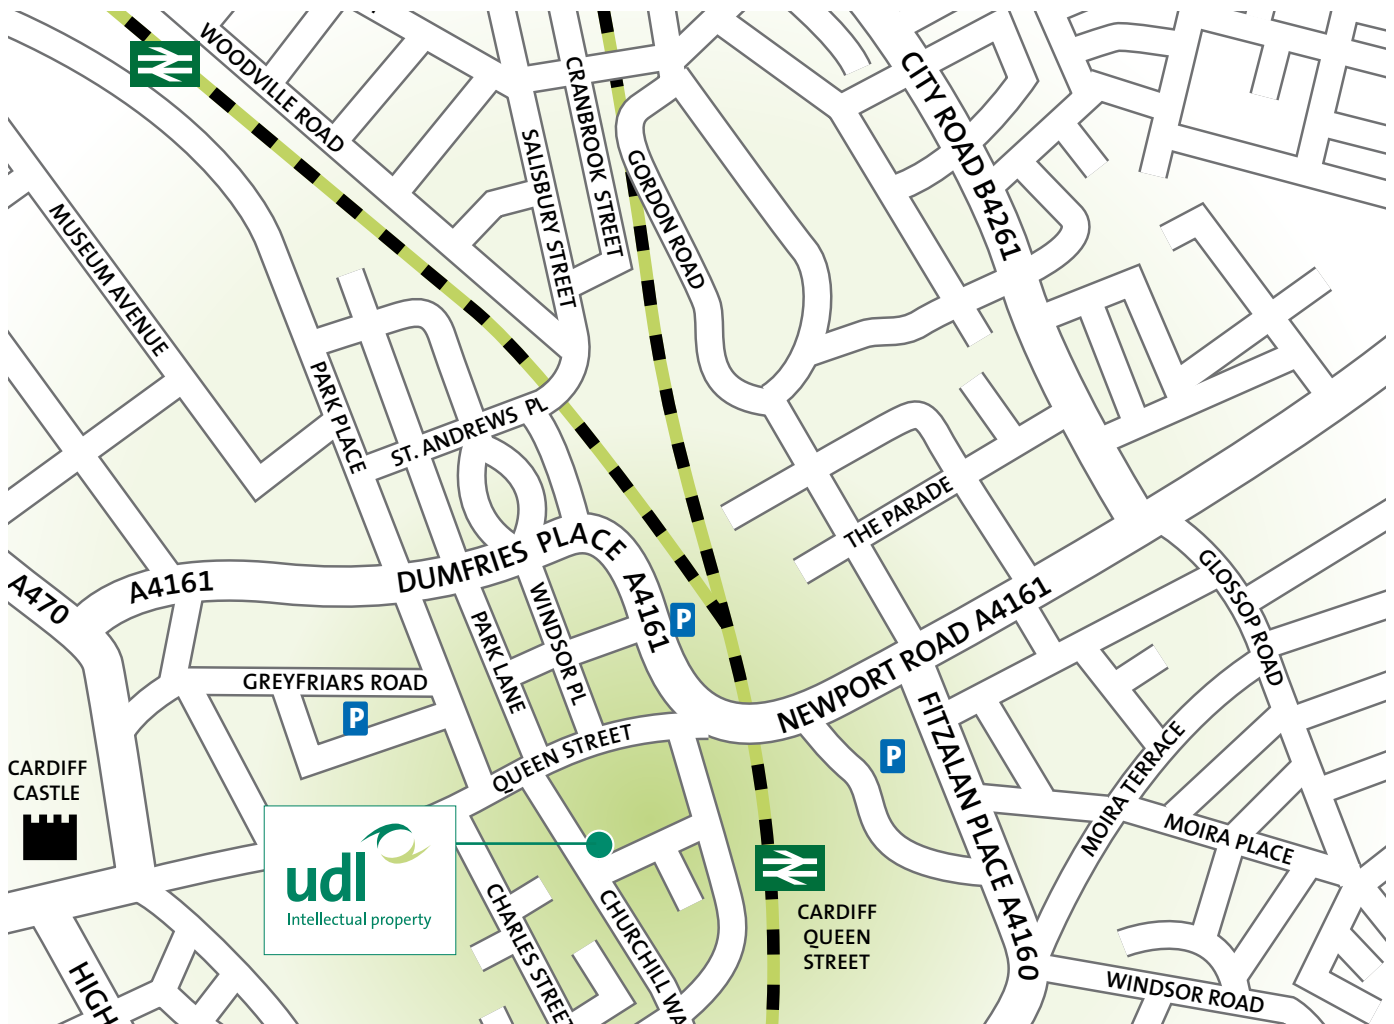 WOODVILLE ROAD
CRANBROOK STREET
SALISBURY STREET
GORDON ROAD
CITY ROAD B4261
MUSEUM AVENUE
PARK PLACE
ST. ANDREWS PL
THE PARADE
DUMFRIES PLACE A4161
A4161
A470
WINDSOR PL
PARK LANE
P
NEWPORT ROAD A4161
GLOSSOP ROAD
GREYFRIARS ROAD
P
QUEEN STREET
P
FITZALAN PLACE A4160
MOIRA TERRACE
MOIRA PLACE
CARDIFF
CASTLE
udl
Intellectual property
CHARLES STREET
CHURCHILL WA
CARDIFF
QUEEN
STREET
HIGH
WINDSOR ROAD